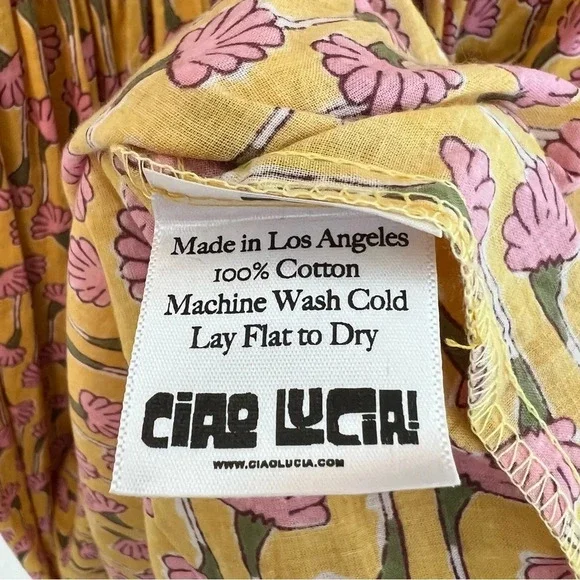 Made in Los Angeles
100% Cotton
Machine Wash Cold
Lay Flat to Dry
CIAO LUCIA!
WWW.CIAOLUCIA.COM